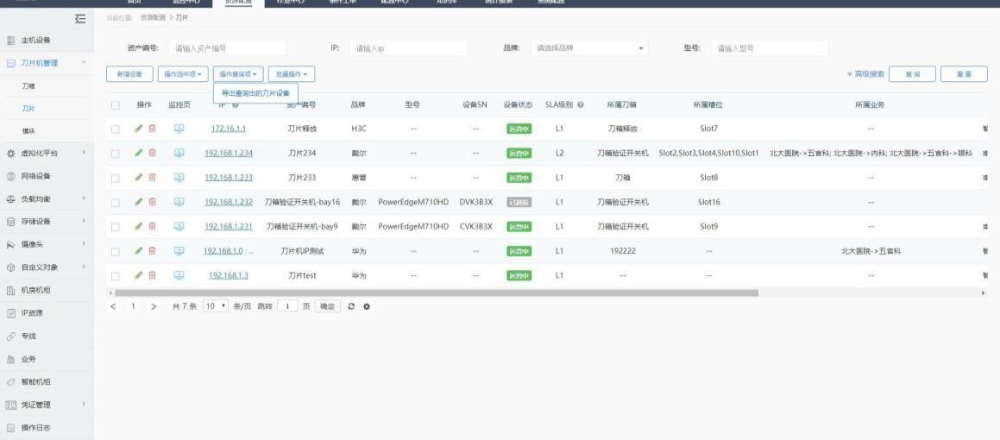 首页 监控中心 资源配置 作业中心 事件工单 配置中心 知识库 统计报表 系统配置
当前位置: 资源配置 > 刀片
主机设备
刀片机管理
刀箱
刀片
模块
虚拟化平台
网络设备
负载均衡
存储设备
摄像头
自定义对象
机房机柜
IP资源
专线
业务
智能机柜
凭证管理
操作日志
资产编号: 请输入资产编号 IP: 请输入ip 品牌: 请选择品牌 型号: 请输入型号
新增设备 操作选中项 操作查询项 批量操作 高级搜索 查询 重置
导出查询出的刀片设备
操作 监控页 IP 资产编号 品牌 型号 设备SN 设备状态 SLA级别 所属刀箱 所属槽位 所属业务
172.16.1.1 刀片释放 H3C -- -- 运营中 L1 刀箱释放 Slot7 --
192.168.1.234 刀片234 戴尔 -- -- 运营中 L2 刀箱验证开关机 Slot2,Slot3,Slot4,Slot10,Slot1 北大医院->五官科; 北大医院->内科; 北大医院->五官科->眼科
192.168.1.233 刀片233 惠普 -- -- 运营中 L1 刀箱 Slot8 --
192.168.1.232 刀箱验证开关机-bay16 戴尔 PowerEdgeM710HD DVK3B3X L1 刀箱验证开关机 Slot16 --
192.168.1.231 刀箱验证开关机-bay9 戴尔 PowerEdgeM710HD CVK3B3X 运营中 L1 刀箱验证开关机 Slot9 --
192.168.1.0 ; ... 刀片机IP测试 华为 -- -- 运营中 L1 192222 -- 北大医院->五官科
192.168.1.3 刀片test 华为 -- -- 运营中 L1 -- -- --
< 1 > 共 7 条 10 条/页 跳转 1 页 确定